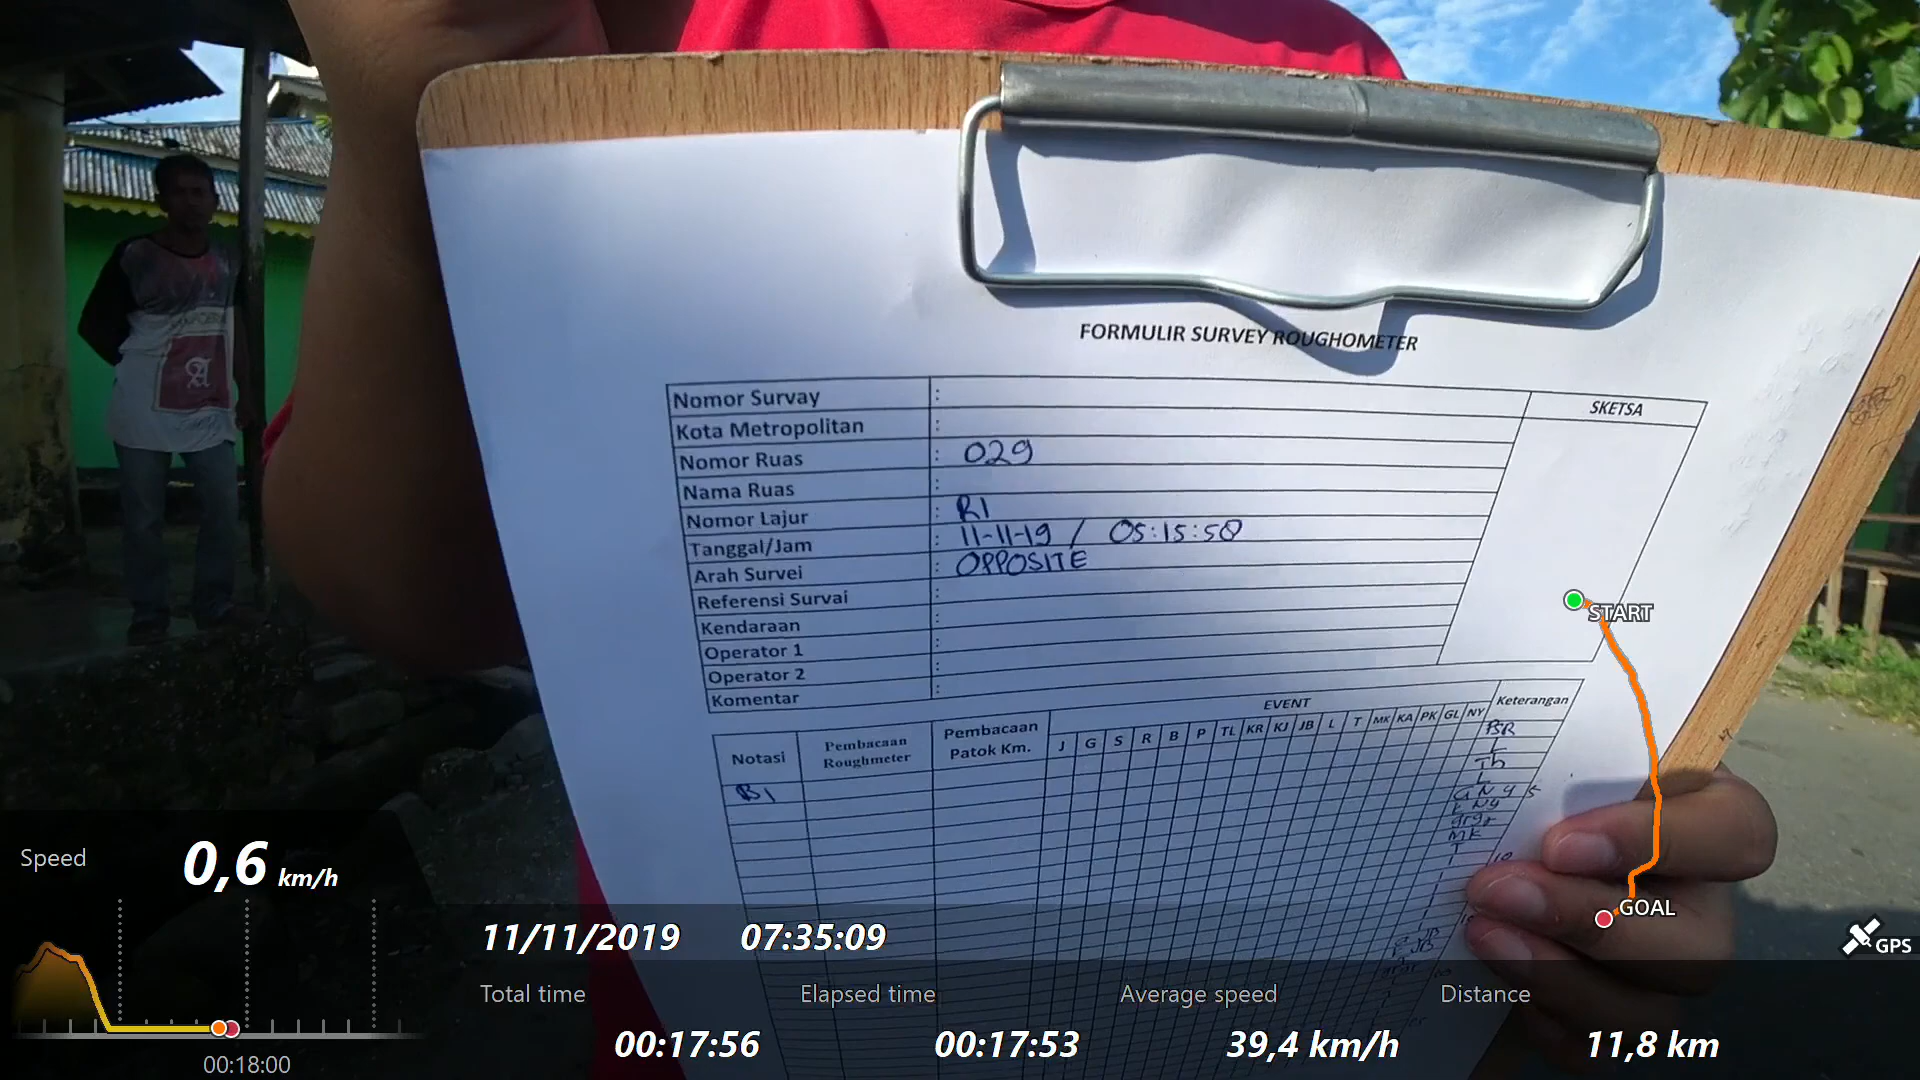 FORMULIR SURVEY ROUGHOMETER
Nomor Survay :
Kota Metropolitan :
Nomor Ruas : 029
Nama Ruas :
Nomor Lajur : R1
Tanggal/Jam : 11-11-19 / 05:15:50
Arah Survei : OPPOSITE
Referensi Survai :
Kendaraan :
Operator 1 :
Operator 2 :
Komentar :
SKETSA
Notasi Pembacaan Roughmeter Pembacaan Patok Km. EVENT Keterangan
J G S R B P TL KR KJ JB L T MK KA PK GL NY
B1
L
Th
L
MK
T
START
GOAL
GPS
Speed 0,6 km/h
00:18:00
11/11/2019 07:35:09
Total time Elapsed time Average speed Distance
00:17:56 00:17:53 39,4 km/h 11,8 km
A